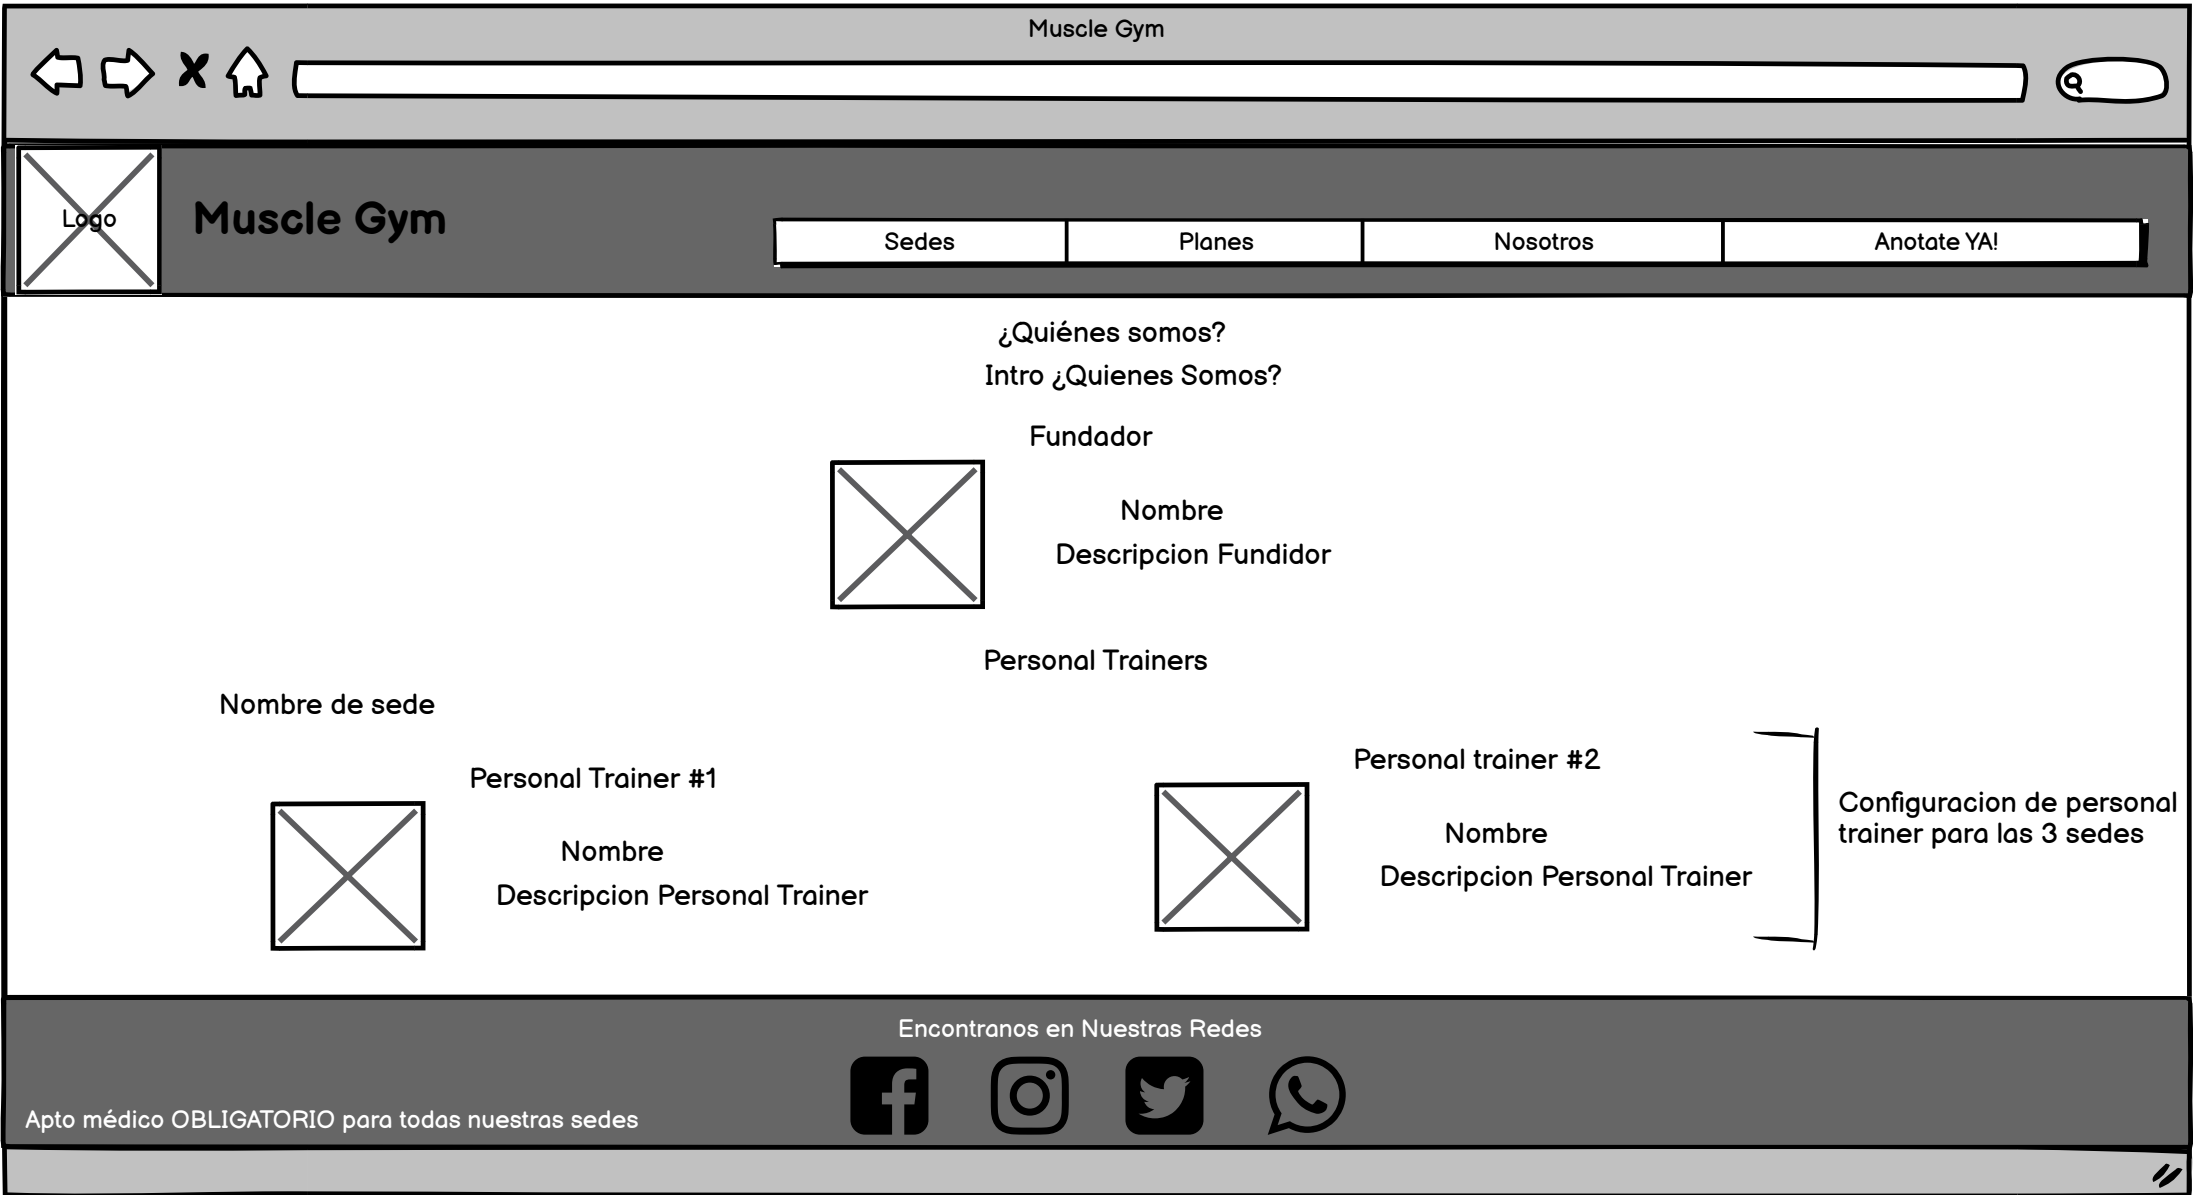 Muscle Gym
Logo
Muscle Gym
Sedes
Planes
Nosotros
Anotate YA!
¿Quiénes somos?
Intro ¿Quienes Somos?
Fundador
Nombre
Descripcion Fundidor
Personal Trainers
Nombre de sede
Personal Trainer #1
Nombre
Descripcion Personal Trainer
Personal trainer #2
Nombre
Descripcion Personal Trainer
Configuracion de personal
trainer para las 3 sedes
Encontranos en Nuestras Redes
Apto médico OBLIGATORIO para todas nuestras sedes